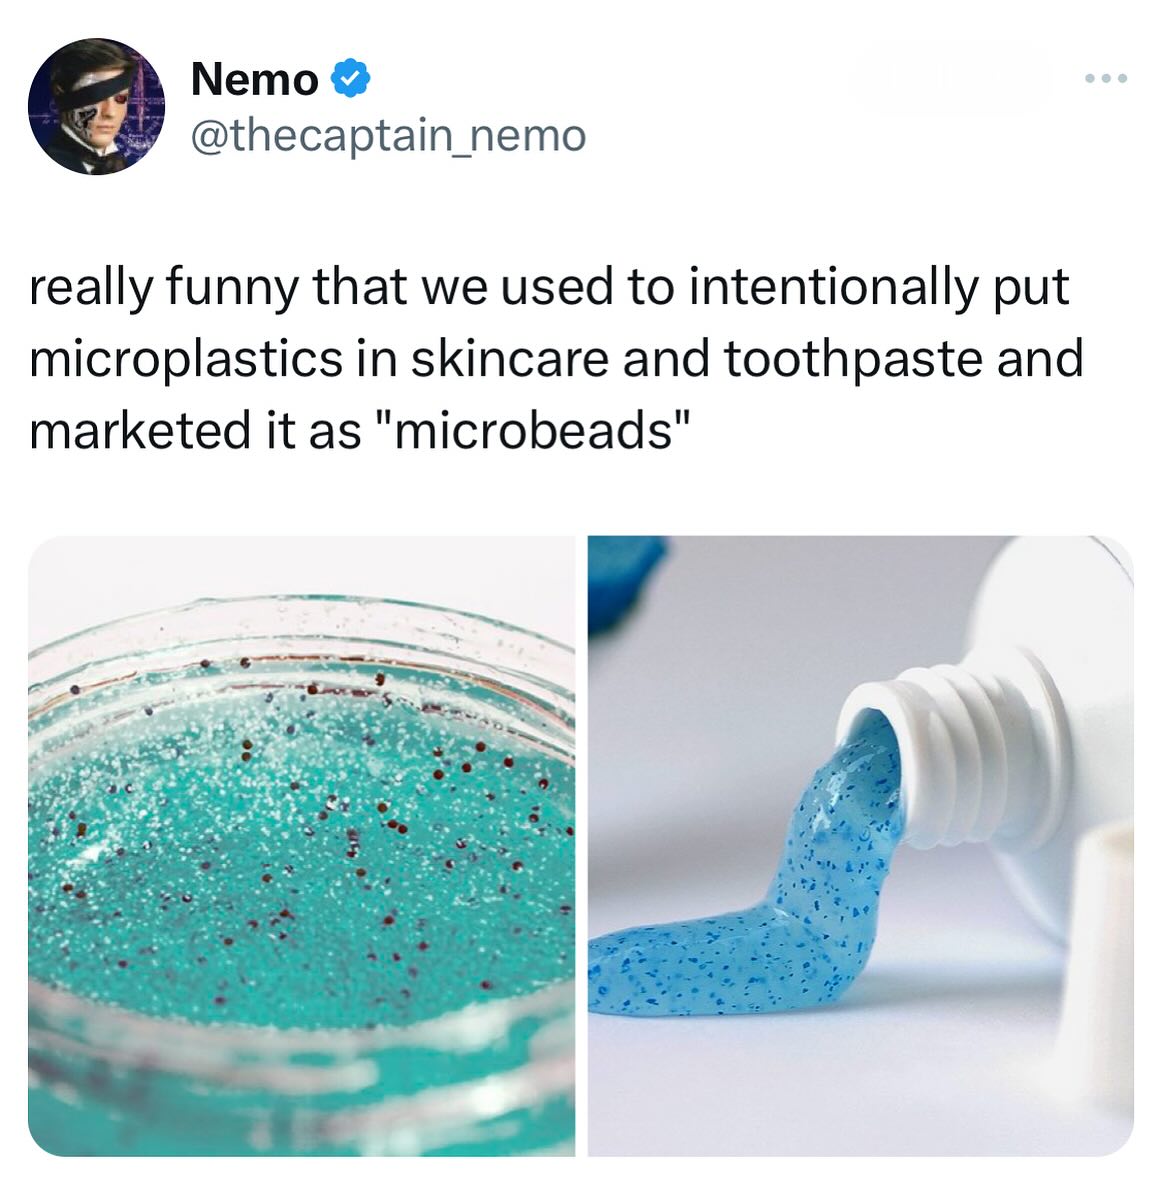 Nemo
@thecaptain_nemo
really funny that we used to intentionally put
microplastics in skincare and toothpaste and
marketed it as "microbeads"